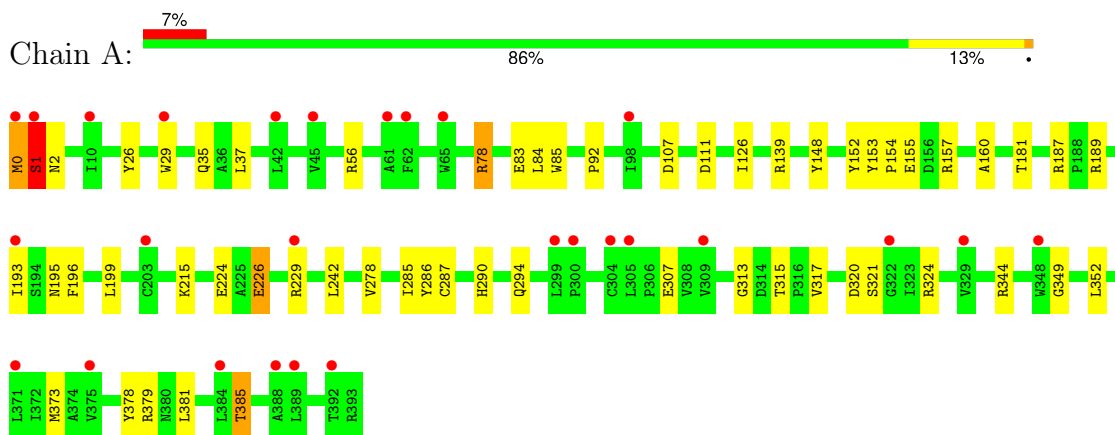 7%
Chain A:
86% 13% •
M0 S1 N2 I10 Y26 W29 Q35 A36 L37 L42 V45 R56 A61 F62 W65 R78 E83 L84 W85 P92 I98 D107 D111 I126 R139 Y148 Y152 Y153 P154 E155 D156 R157 A160 T181 R187 P188 R189
I193 S194 N195 F196 L199 C203 K215 E224 A225 E226 R229 L242 V278 I285 Y286 C287 H290 Q294 L299 P300 C304 L305 P306 E307 V308 V309 G313 D314 T315 P316 V317 D320 S321 G322 I323 R324 V329 R344 W348 G349 L352
L371 I372 M373 A374 V375 Y378 R379 N380 L381 L384 T385 A388 L389 T392 R393